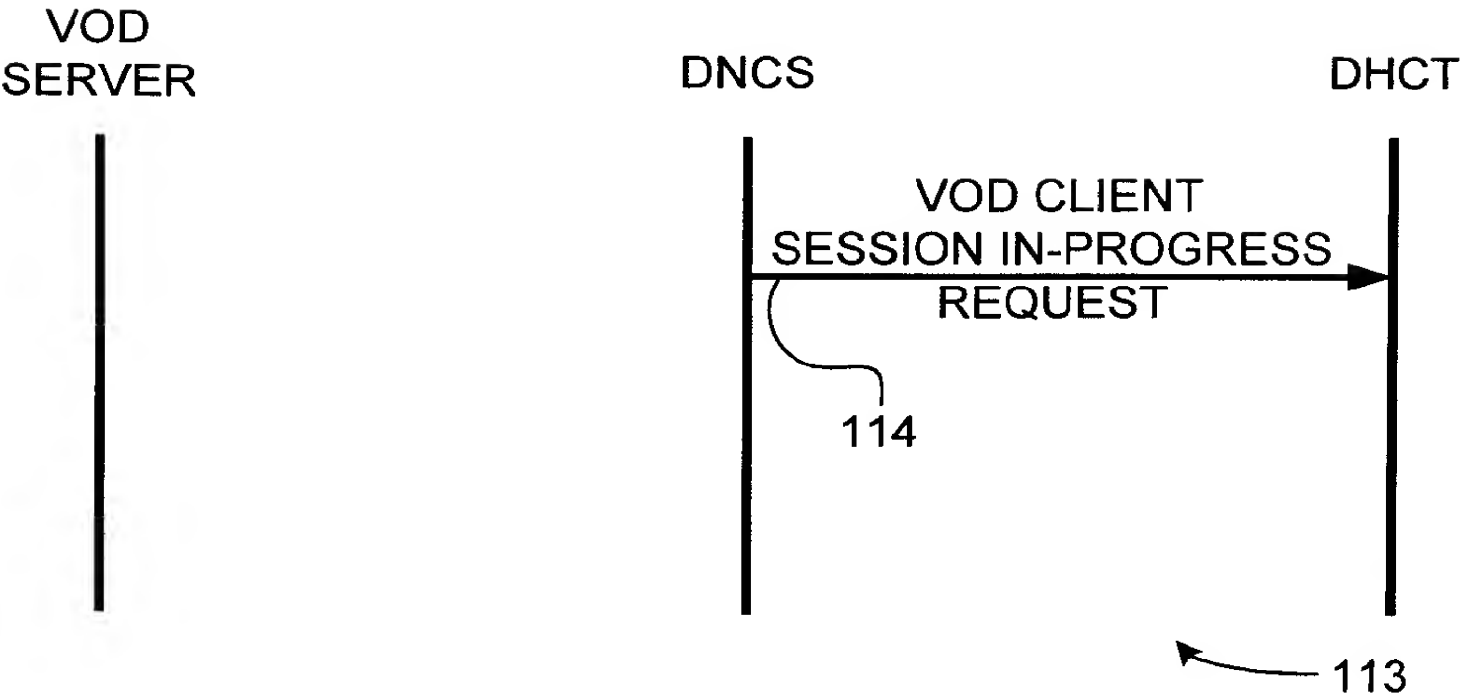 VOD
SERVER
DNCS
DHCT
VOD CLIENT
SESSION IN-PROGRESS
REQUEST
114
113